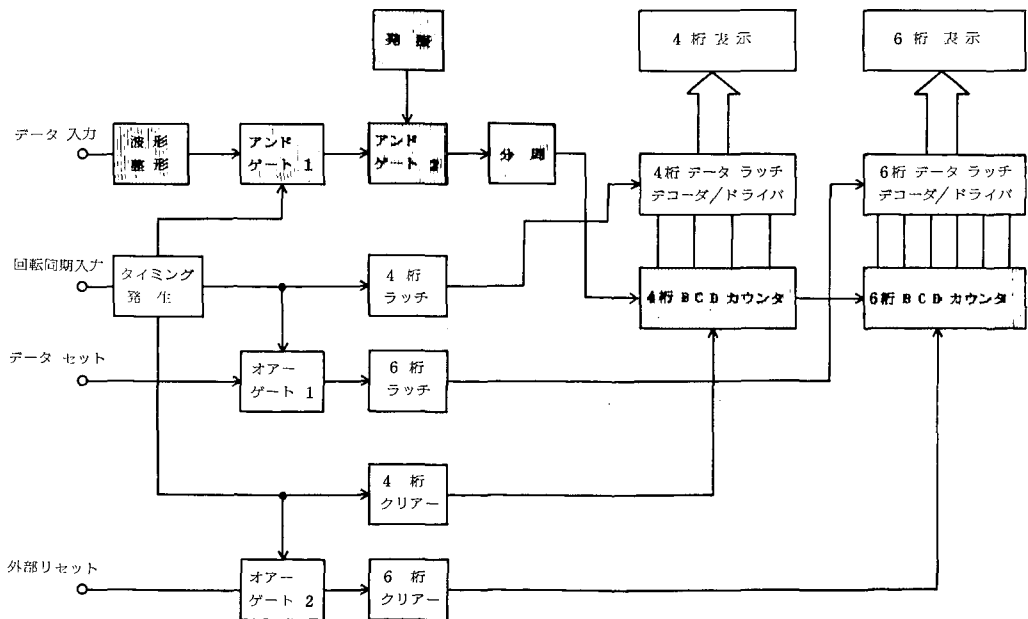 発振
4桁表示
6桁表示
データ入力
波形
整形
アンド
ゲート 1
アンド
ゲート 2
分周
4桁データラッチ
デコーダ/ドライバ
6桁データラッチ
デコーダ/ドライバ
回転同期入力
タイミング
発生
4桁
ラッチ
4桁BCDカウンタ
6桁BCDカウンタ
データセット
オアー
ゲート 1
6桁
ラッチ
4桁
クリアー
外部リセット
オアー
ゲート 2
6桁
クリアー